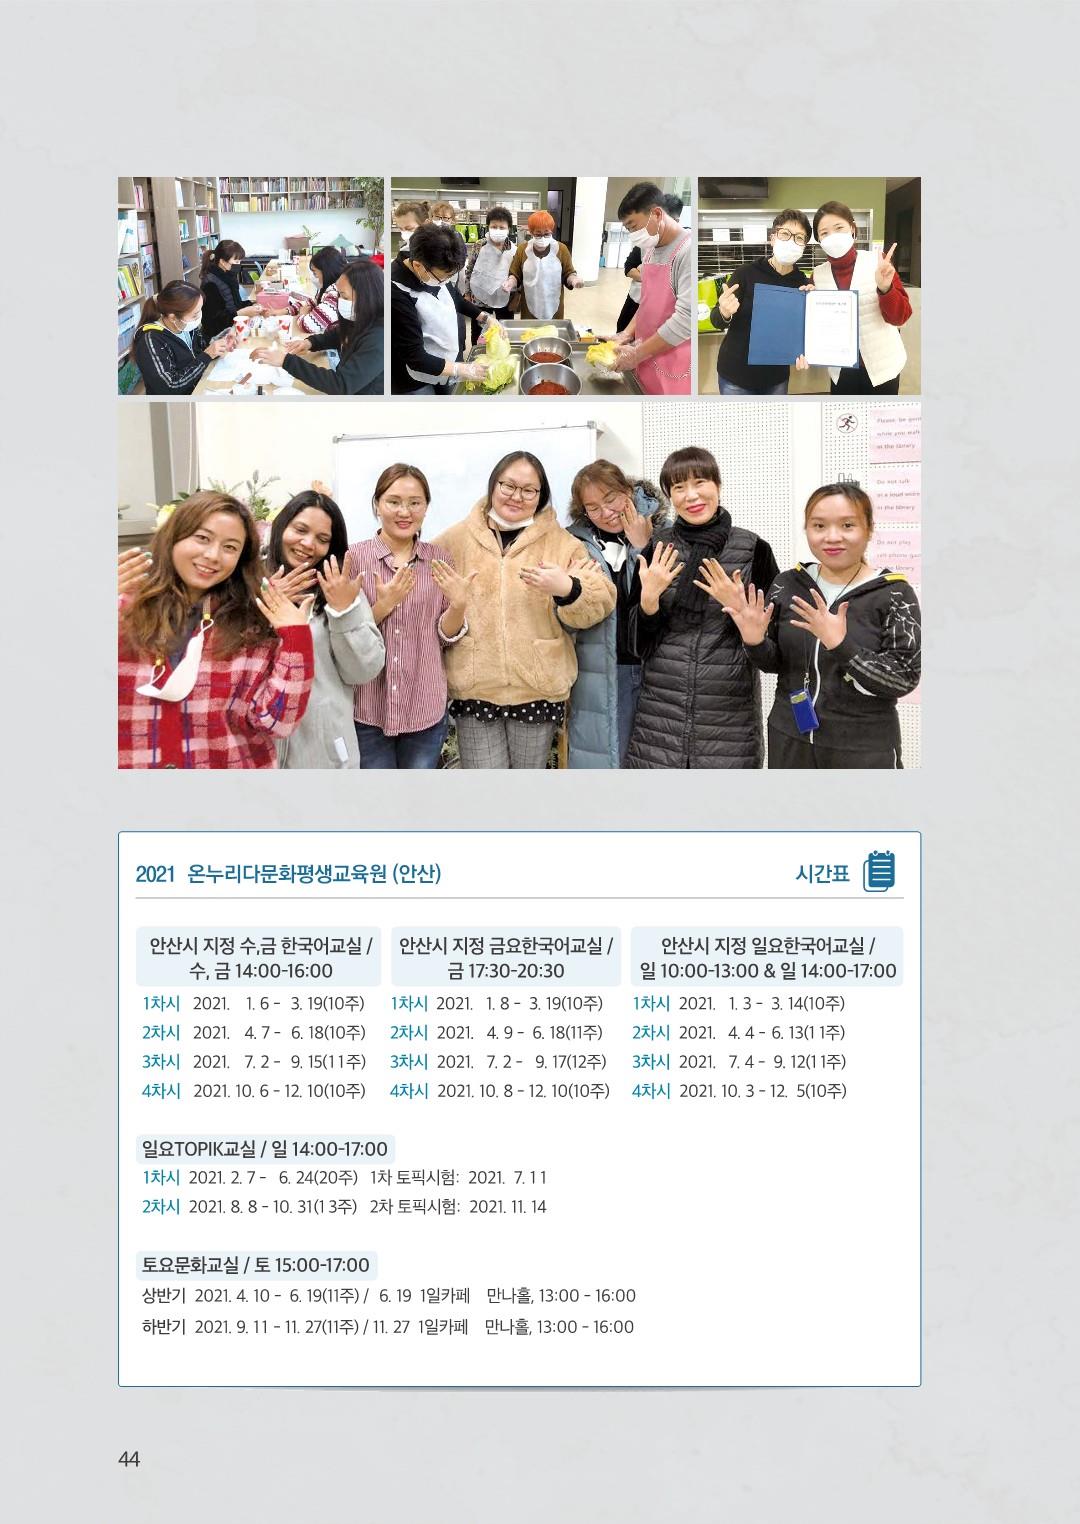 Please, be
while you walk
in the library
Do not talk
in a loud voice
in the library
Do not play
cell phone
the library
2021 온누리다문화평생교육원 (안산)
시간표
안산시 지정 수,금 한국어교실 /
수, 금 14:00-16:00
1차시 2021. 1. 6 - 3. 19(10주)
2차시 2021. 4. 7 - 6. 18(10주)
3차시 2021. 7. 2 - 9. 15(11주)
4차시 2021. 10. 6 - 12. 10(10주)
안산시 지정 금요한국어교실 /
금 17:30-20:30
1차시 2021. 1. 8 - 3. 19(10주)
2차시 2021. 4. 9 - 6. 18(11주)
3차시 2021. 7. 2 - 9. 17(12주)
4차시 2021. 10. 8 - 12. 10(10주)
안산시 지정 일요한국어교실 /
일 10:00-13:00 & 일 14:00-17:00
1차시 2021. 1. 3 - 3. 14(10주)
2차시 2021. 4. 4 - 6. 13(11주)
3차시 2021. 7. 4 - 9. 12(11주)
4차시 2021. 10. 3 - 12. 5(10주)
일요TOPIK교실 / 일 14:00-17:00
1차시 2021. 2. 7 - 6. 24(20주) 1차 토픽시험: 2021. 7. 11
2차시 2021. 8. 8 - 10. 31(13주) 2차 토픽시험: 2021. 11. 14
토요문화교실 / 토 15:00-17:00
상반기 2021. 4. 10 - 6. 19(11주) / 6. 19 1일카페 만나홀, 13:00 - 16:00
하반기 2021. 9. 11 - 11. 27(11주) / 11. 27 1일카페 만나홀, 13:00 - 16:00
44